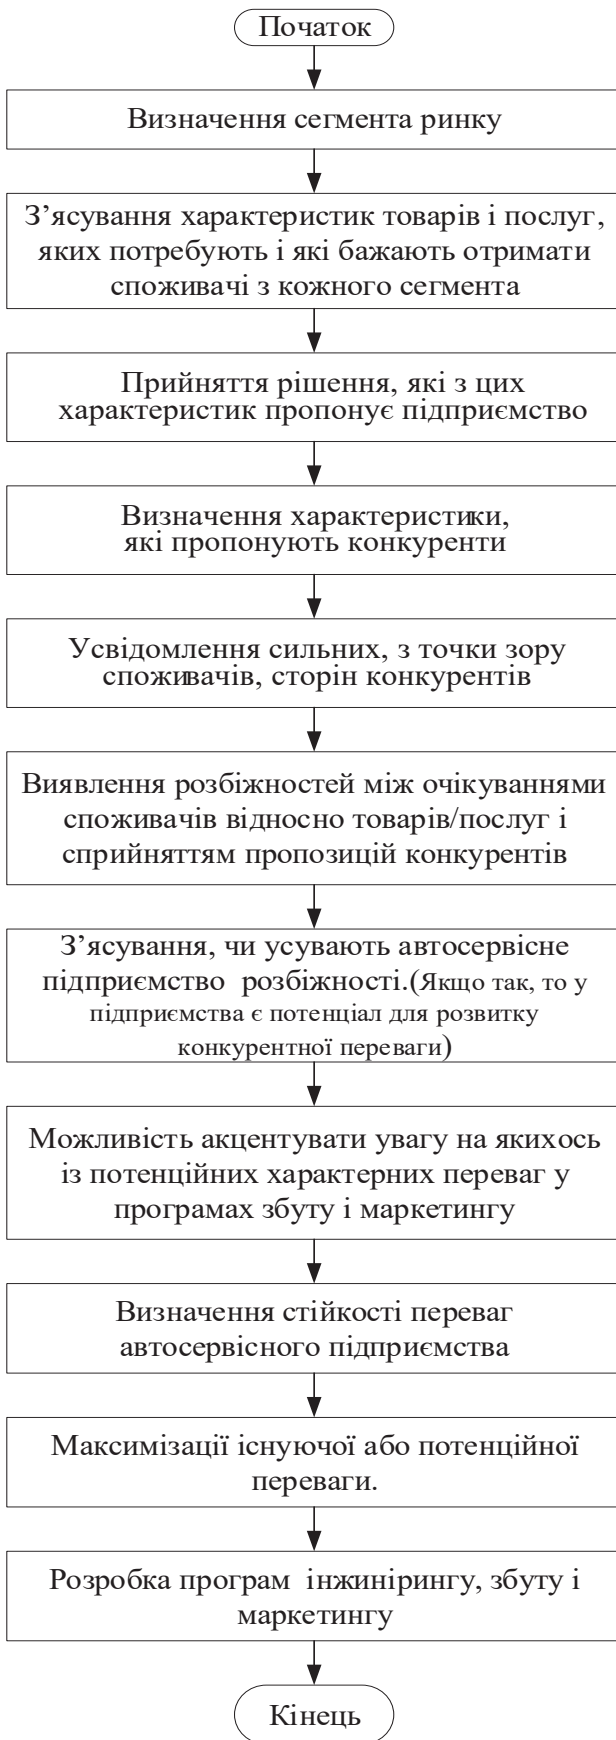 Початок
Визначення сегмента ринку
З’ясування характеристик товарів і послуг,
яких потребують і які бажають отримати
споживачі з кожного сегмента
Прийняття рішення, які з цих
характеристик пропонує підприємство
Визначення характеристики,
які пропонують конкуренти
Усвідомлення сильних, з точки зору
споживачів, сторін конкурентів
Виявлення розбіжностей між очікуваннями
споживачів відносно товарів/послуг і
сприйняттям пропозицій конкурентів
З’ясування, чи усувають автосервісне
підприємство розбіжності.(Якщо так, то у
підприємства є потенціал для розвитку
конкурентної переваги)
Можливість акцентувати увагу на якихось
із потенційних характерних переваг у
програмах збуту і маркетингу
Визначення стійкості переваг
автосервісного підприємства
Максимізації існуючої або потенційної
переваги.
Розробка програм інжинірингу, збуту і
маркетингу
Кінець